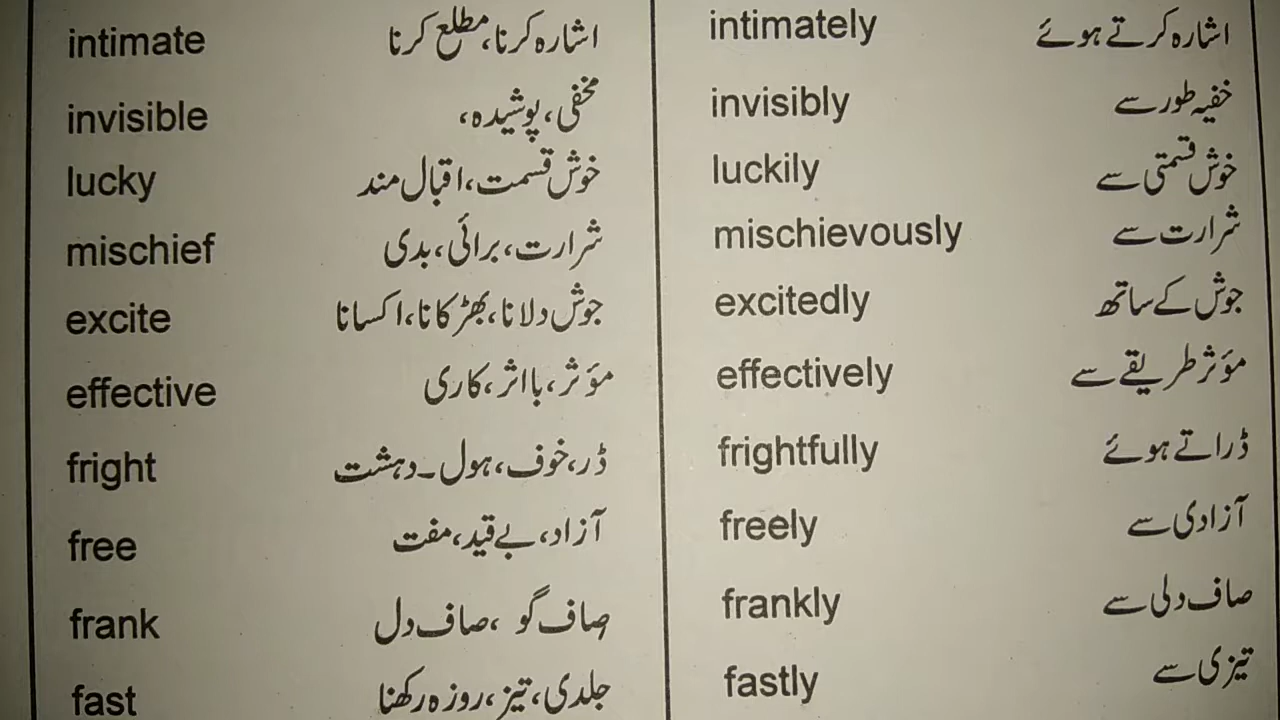 intimate اشارہ کرنا، مطلع کرنا intimately اشارہ کرتے ہوئے
invisible مخفی، پوشیدہ، invisibly خفیہ طور سے
lucky خوش قسمت، اقبال مند luckily خوش قسمتی سے
mischief شرارت، برائی، بدی mischievously شرارت سے
excite جوش دلانا، بھڑکانا، اکسانا excitedly جوش کے ساتھ
effective مؤثر، بااثر، کاری effectively مؤثر طریقے سے
fright ڈر، خوف، ہول۔ دہشت frightfully ڈراتے ہوئے
free آزاد، بے قید، مفت freely آزادی سے
frank صاف گو، صاف دل frankly صاف دلی سے
fast جلدی، تیز، روزہ رکھنا fastly تیزی سے